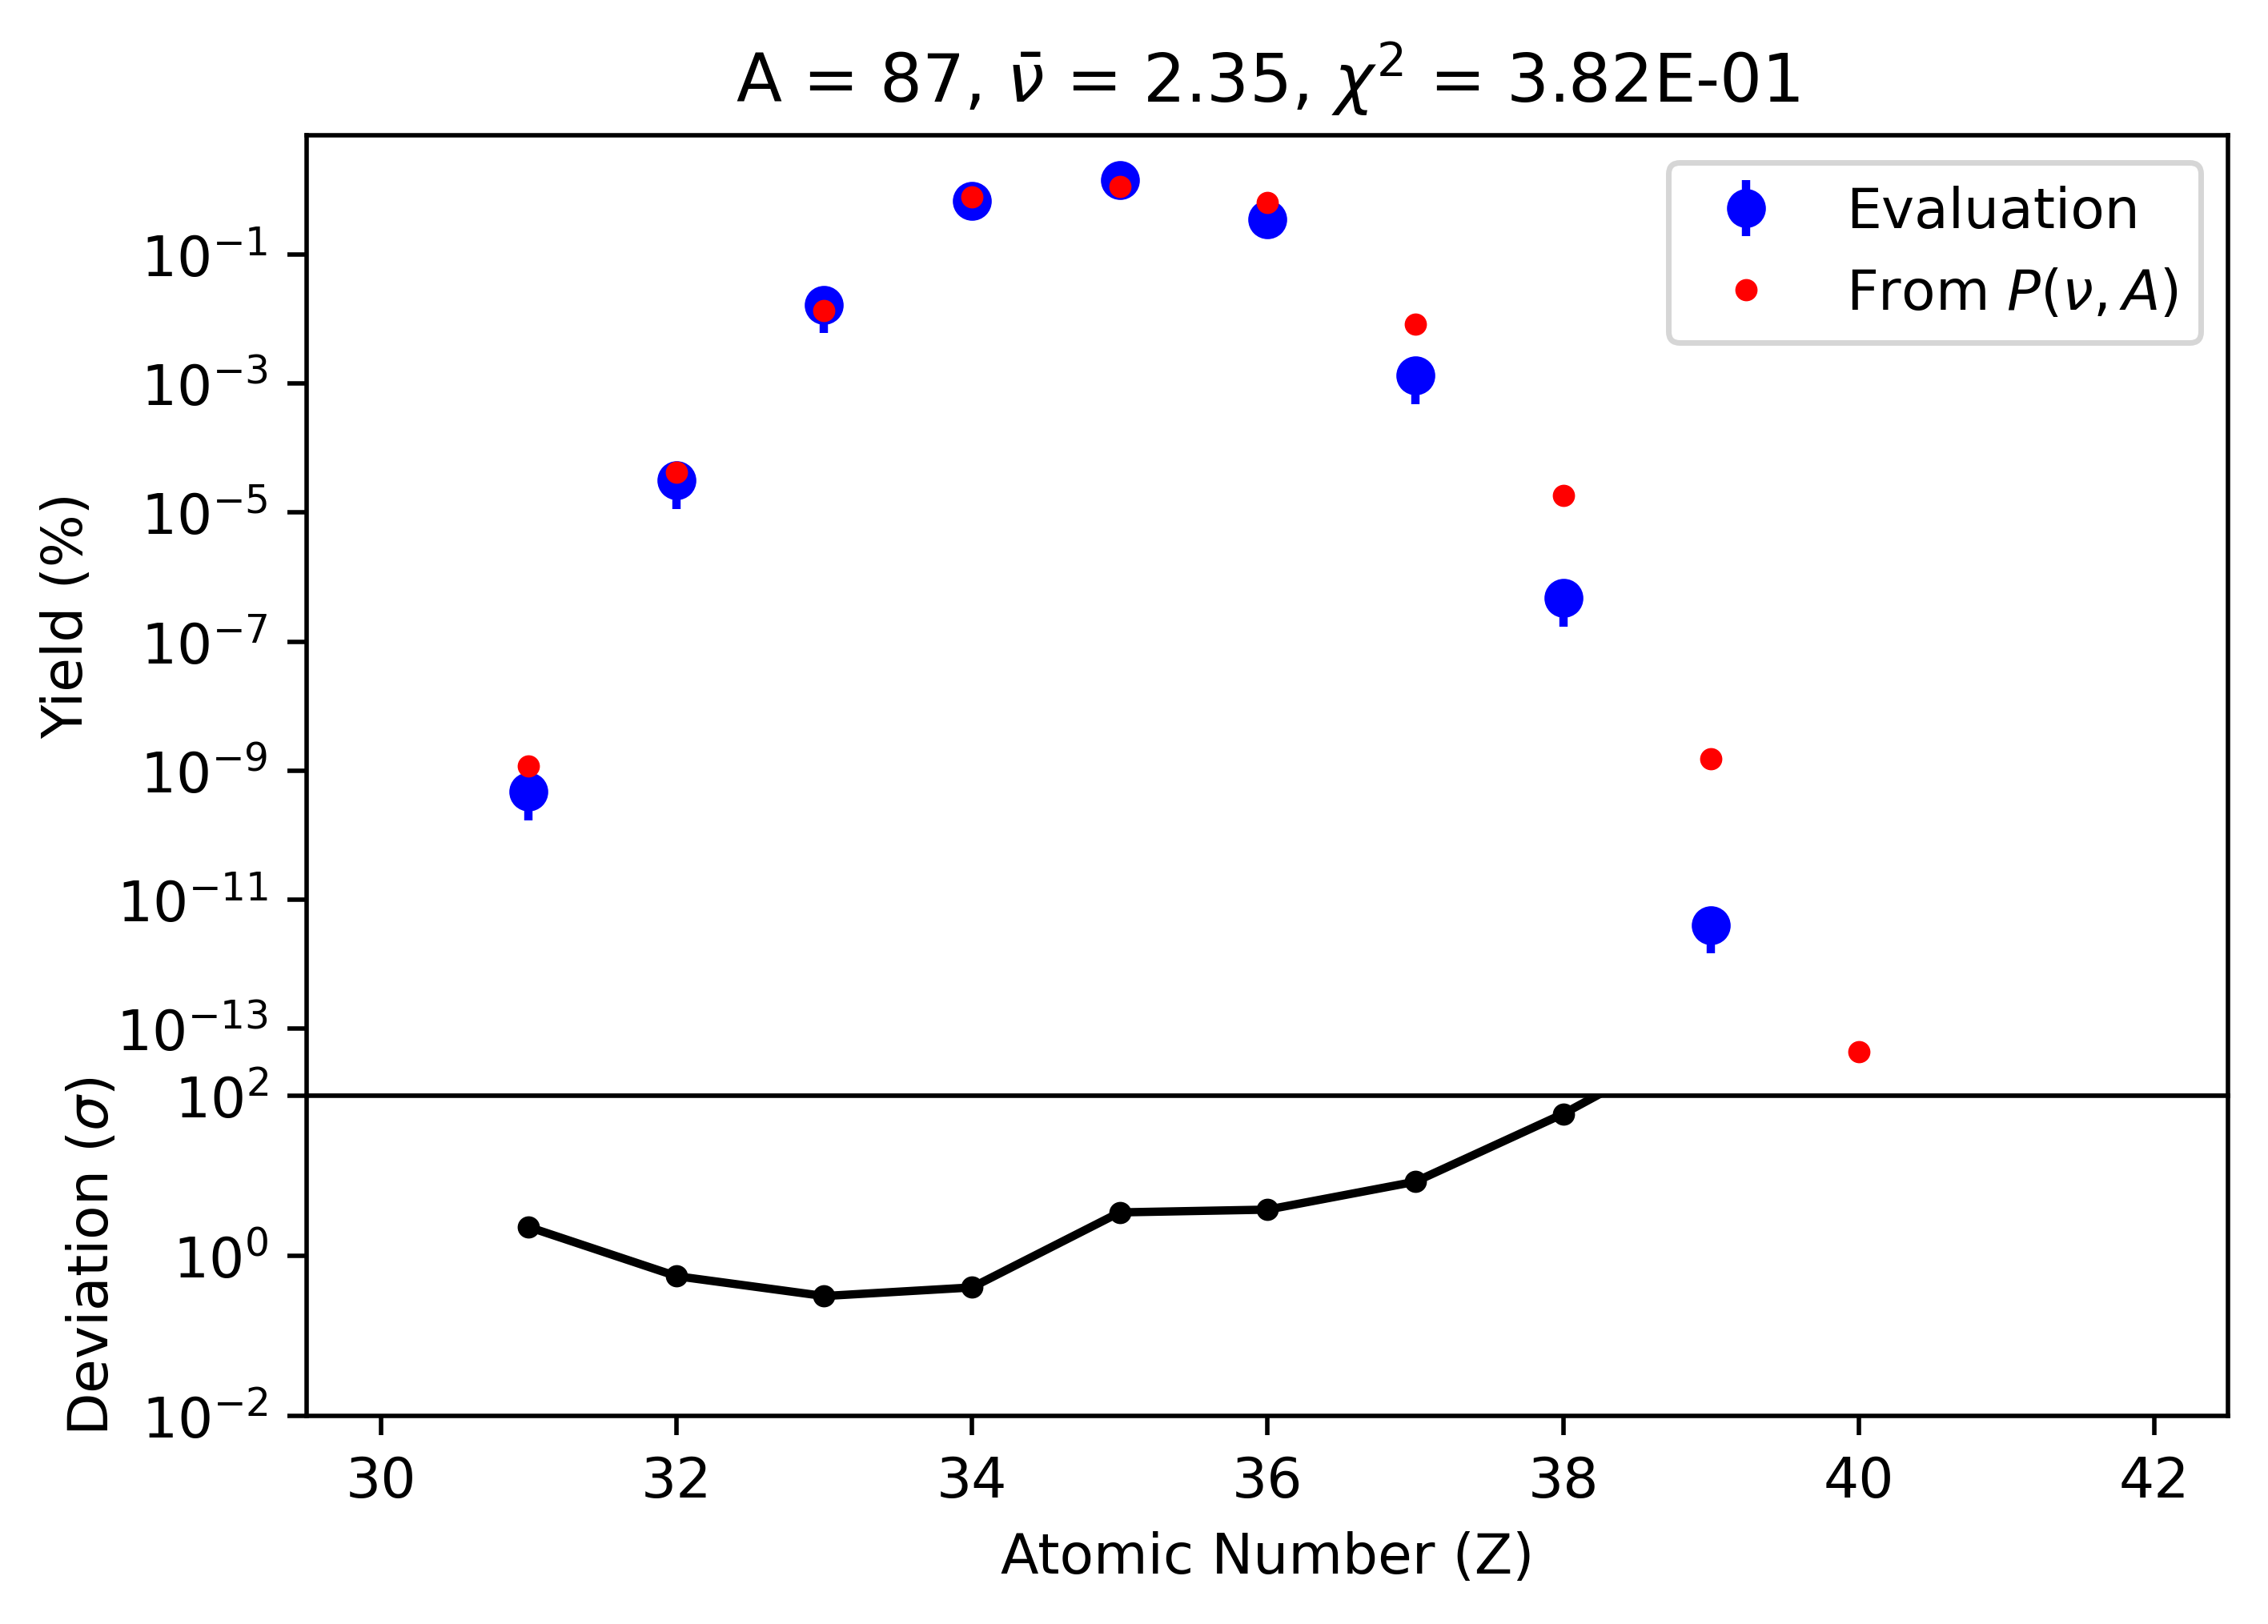 A = 87, ν̄ = 2.35, χ² = 3.82E-01
Evaluation
From P(ν, A)
Yield (%)
10⁻¹
10⁻³
10⁻⁵
10⁻⁷
10⁻⁹
10⁻¹¹
10⁻¹³
Deviation (σ)
10²
10⁰
10⁻²
30 32 34 36 38 40 42
Atomic Number (Z)